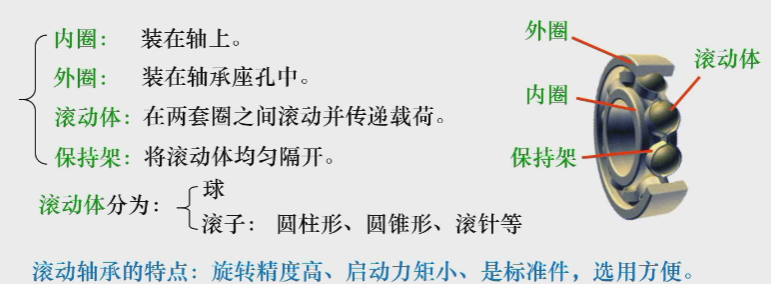 内圈： 装在轴上。
外圈： 装在轴承座孔中。
滚动体：在两套圈之间滚动并传递载荷。
保持架：将滚动体均匀隔开。
滚动体分为：
球
滚子： 圆柱形、圆锥形、滚针等
滚动轴承的特点：旋转精度高、启动力矩小、是标准件，选用方便。
外圈
滚动体
内圈
保持架